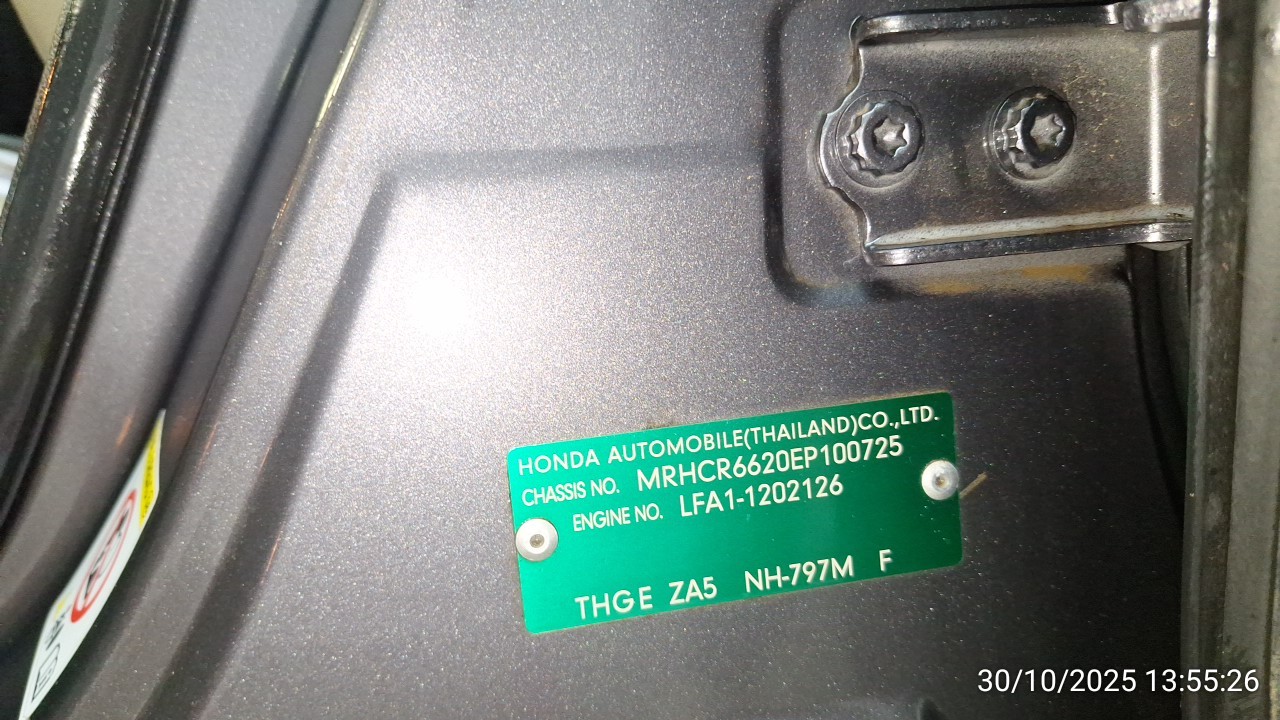 HONDA AUTOMOBILE(THAILAND)CO.,LTD.
CHASSIS NO. MRHCR6620EP100725
ENGINE NO. LFA1-1202126
THGE ZA5 NH-797M F
30/10/2025 13:55:26